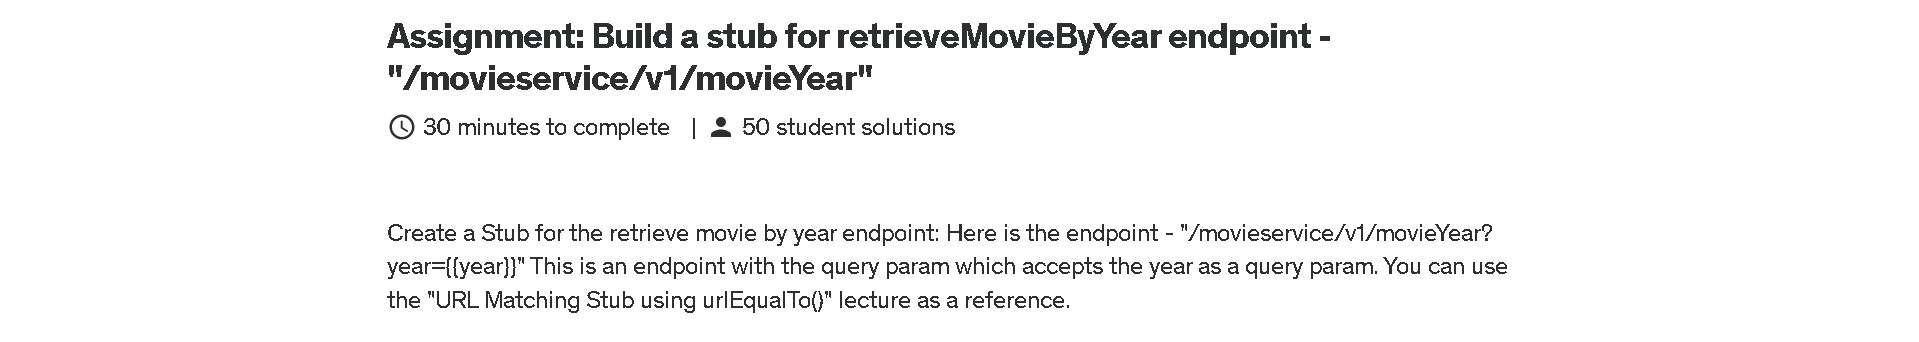 Assignment: Build a stub for retrieveMovieByYear endpoint -
"/movieservice/v1/movieYear"
30 minutes to complete | 50 student solutions
Create a Stub for the retrieve movie by year endpoint: Here is the endpoint - "/movieservice/v1/movieYear?
year={{year}}" This is an endpoint with the query param which accepts the year as a query param. You can use
the "URL Matching Stub using urlEqualTo()" lecture as a reference.